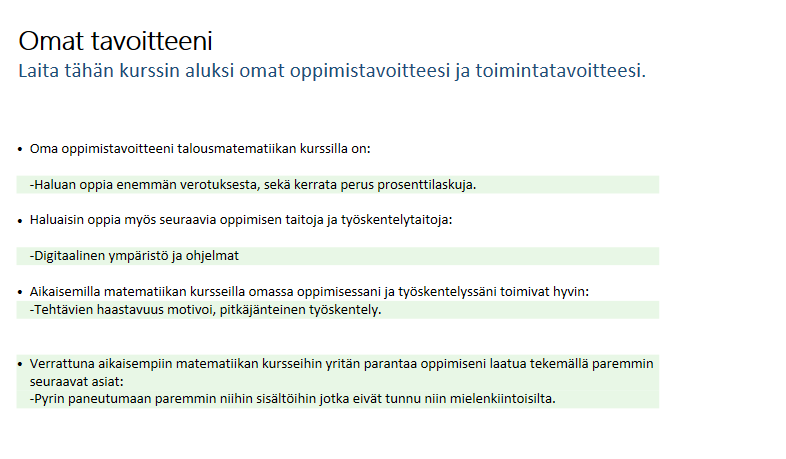 Omat tavoitteeni
Laita tähän kurssin aluksi omat oppimistavoitteesi ja toimintatavoitteesi.
• Oma oppimistavoitteeni talousmatematiikan kurssilla on:
-Haluan oppia enemmän verotuksesta, sekä kerrata perus prosenttilaskuja.
• Haluaisin oppia myös seuraavia oppimisen taitoja ja työskentelytaitoja:
-Digitaalinen ympäristö ja ohjelmat
• Aikaisemilla matematiikan kursseilla omassa oppimisessani ja työskentelyssäni toimivat hyvin:
-Tehtävien haastavuus motivoi, pitkäjänteinen työskentely.
• Verrattuna aikaisempiin matematiikan kursseihin yritän parantaa oppimiseni laatua tekemällä paremmin
seuraavat asiat:
-Pyrin paneutumaan paremmin niihin sisältöihin jotka eivät tunnu niin mielenkiintoisilta.